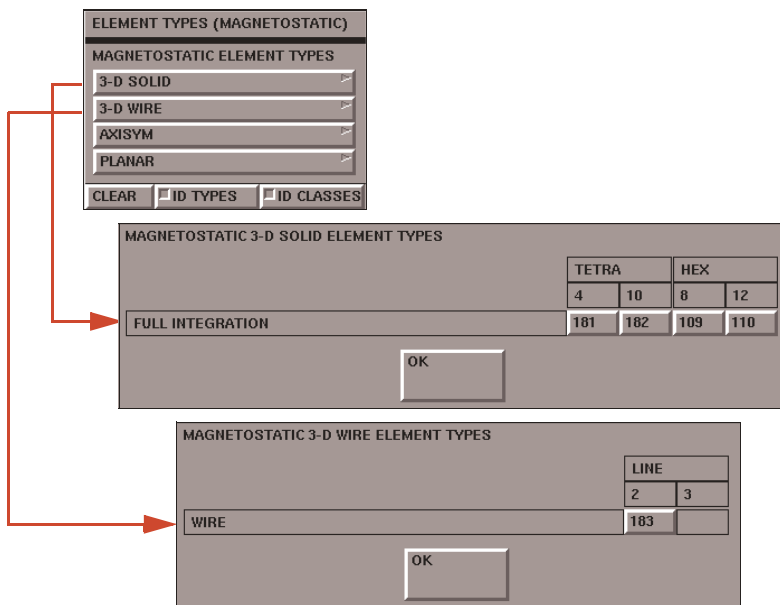 ELEMENT TYPES (MAGNETOSTATIC)
MAGNETOSTATIC ELEMENT TYPES
3-D SOLID
3-D WIRE
AXISYM
PLANAR
CLEAR ID TYPES ID CLASSES
MAGNETOSTATIC 3-D SOLID ELEMENT TYPES
TETRA HEX
4 10 8 12
FULL INTEGRATION 181 182 109 110
OK
MAGNETOSTATIC 3-D WIRE ELEMENT TYPES
LINE
2 3
WIRE 183
OK